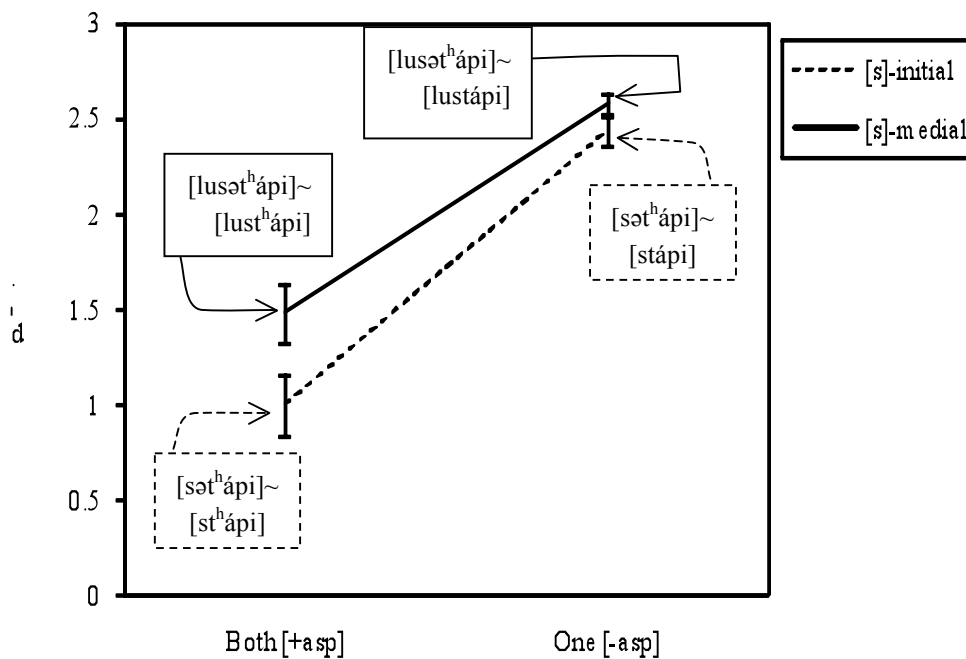 3
2.5
2
1.5
1
0.5
0
d'
Both [+asp]
One [-asp]
[s]-initial
[s]-medial
[lusətʰápi]~
[lustápi]
[lusətʰápi]~
[lustʰápi]
[sətʰápi]~
[stápi]
[sətʰápi]~
[stʰápi]